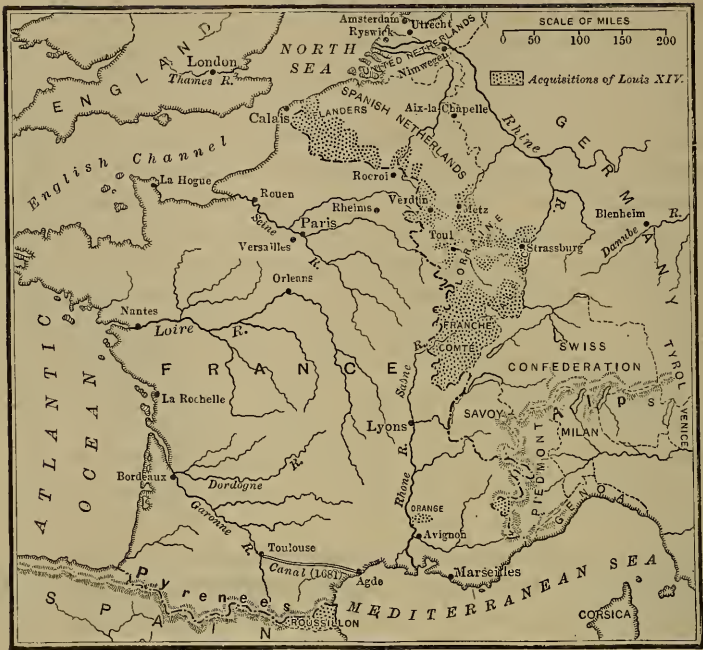 Amsterdam
Utrecht
Ryswick
UNITED NETHERLANDS
Nimwegen
SCALE OF MILES
0 50 100 150 200
Acquisitions of Louis XIV.
NORTH
SEA
ENGLAND
London
Thames R.
SPANISH NETHERLANDS
LANDERS
Calais
Aix-la-Chapelle
Rhine
R.
GERMANY
English Channel
La Hogue
Rouen
Rocroi
Rheims
Verdun
Metz
Seine
R.
Paris
Versailles
Toul
LORRAINE
Strassburg
Blenheim
Danube R.
Orleans
Nantes
Loire R.
FRANCHE
COMTÉ
SWISS
CONFEDERATION
TYROL
FRANCE
ATLANTIC
OCEAN
La Rochelle
Saône
R.
Lyons
SAVOY
Alps
MILAN
VENICE
PIEDMONT
GENOA
Bordeaux
Dordogne
R.
Garonne
R.
Rhone
R.
ORANGE
Avignon
Toulouse
Canal (1681)
Agde
Marseilles
MEDITERRANEAN SEA
CORSICA
Pyrenees
SPAIN
ROUSSILLON